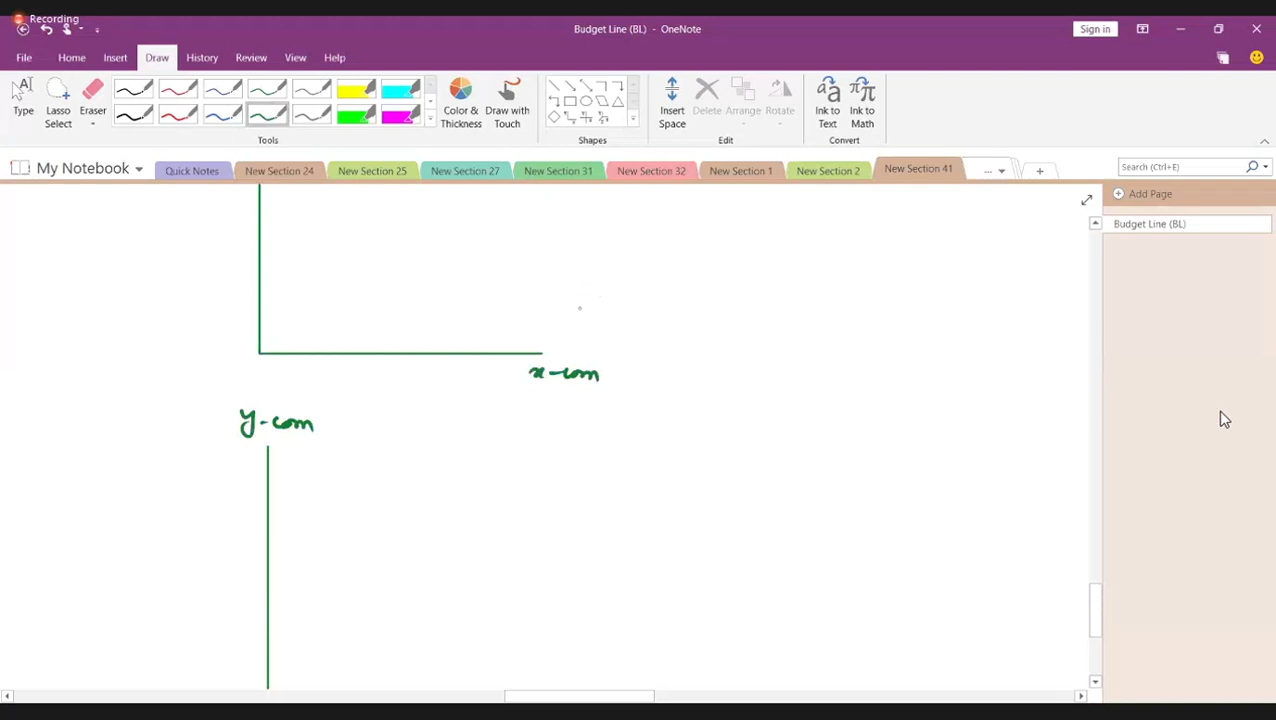 Recording
Budget Line (BL) - OneNote
Sign in
File Home Insert Draw History Review View Help
Type
Lasso Select
Eraser
Color & Thickness
Draw with Touch
Insert Space
Delete
Arrange
Rotate
Ink to Text
Ink to Math
Tools
Shapes
Edit
Convert
My Notebook
Quick Notes
New Section 24
New Section 25
New Section 27
New Section 31
New Section 32
New Section 1
New Section 2
New Section 41
...
Search (Ctrl+E)
Add Page
Budget Line (BL)
x-com
y-com